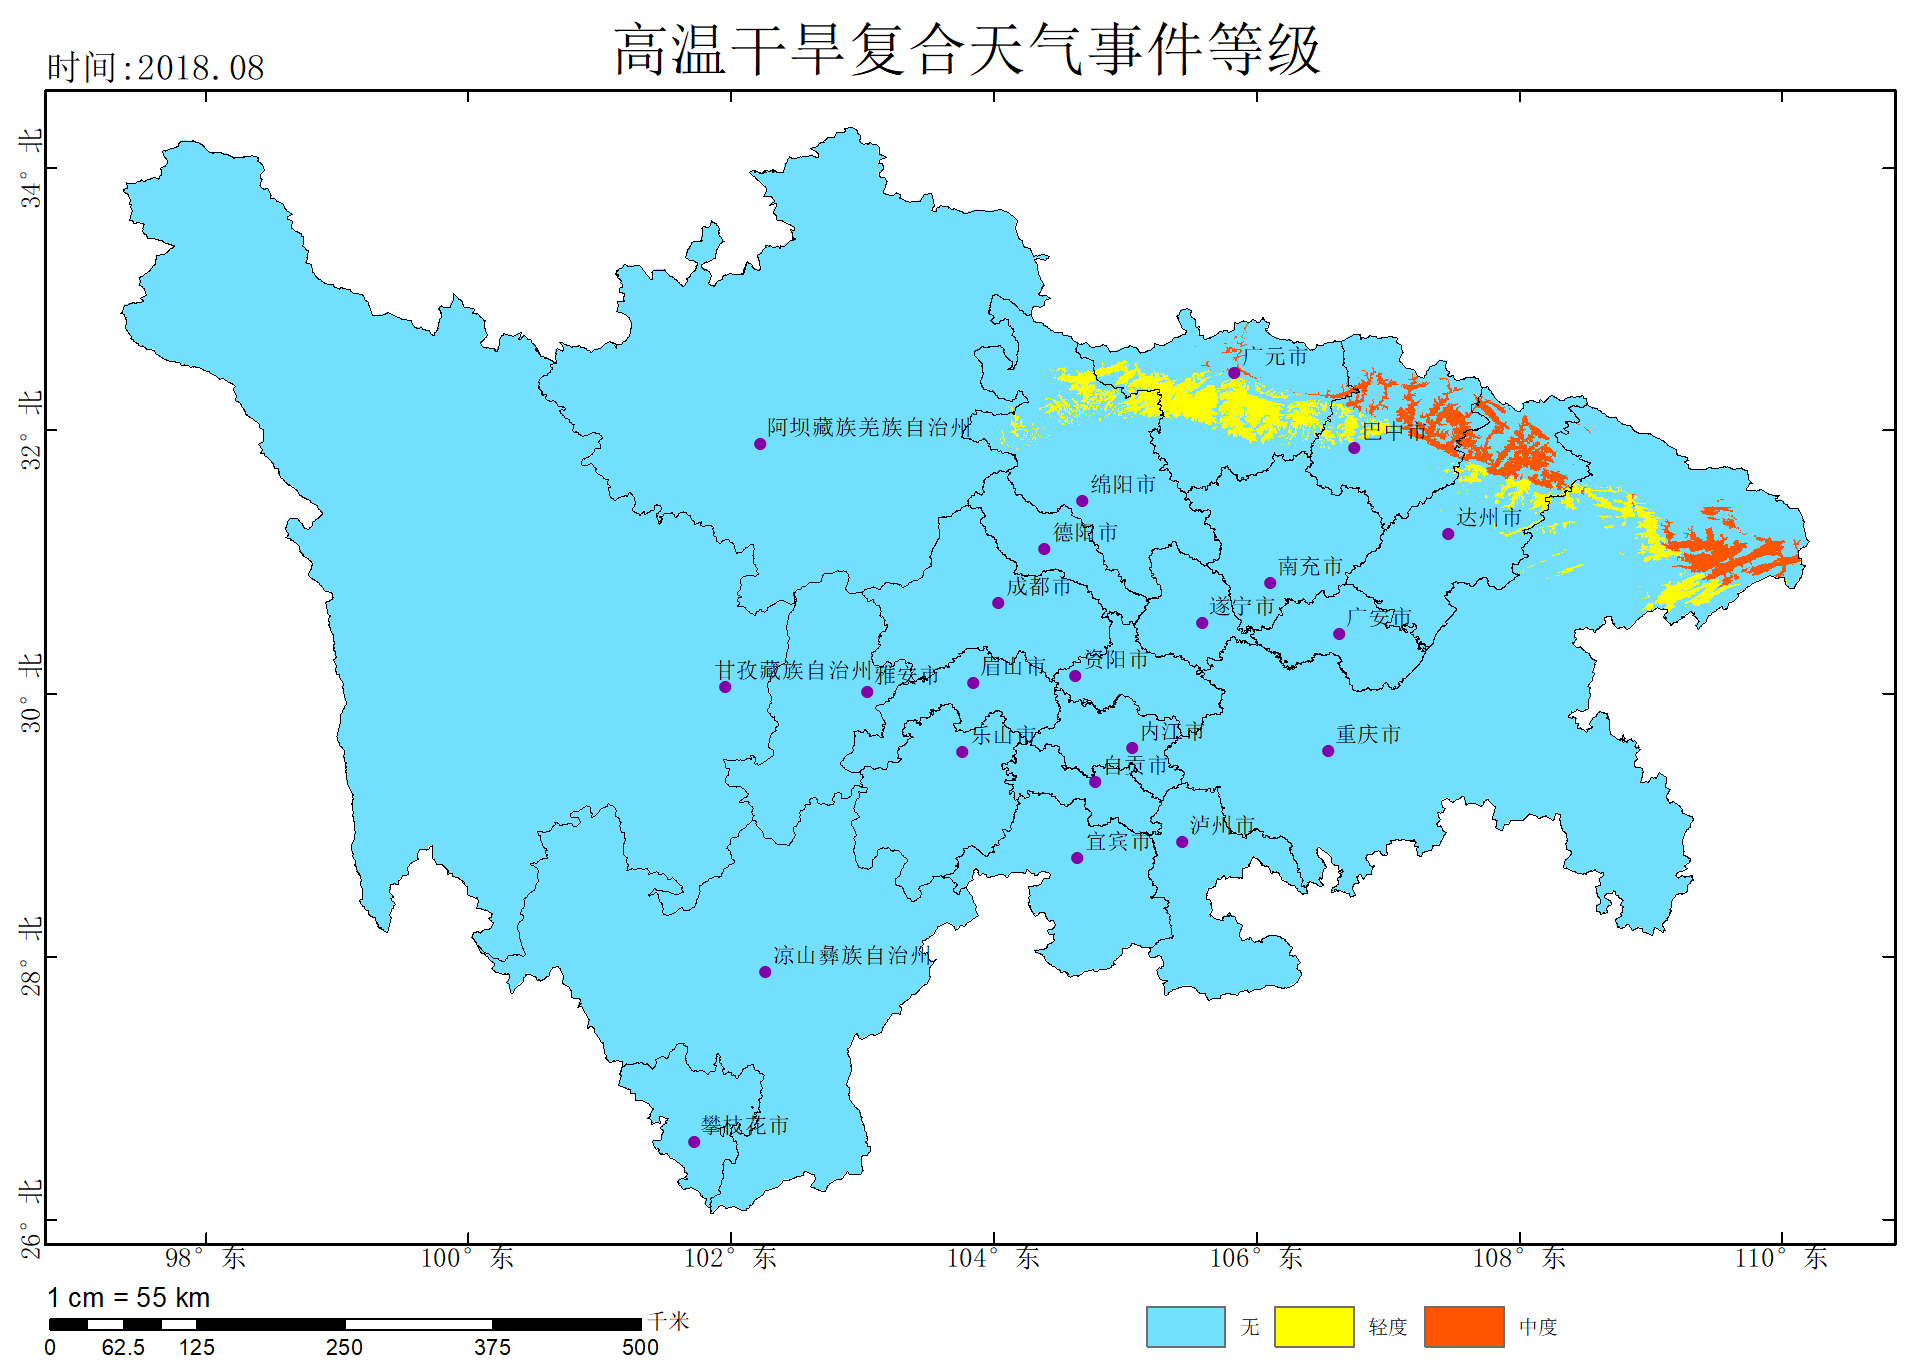 高温干旱复合天气事件等级
时间:2018.08
34° 北
32° 北
30° 北
28° 北
26° 北
广元市
阿坝藏族羌族自治州
巴中市
绵阳市
达州市
德阳市
南充市
成都市
遂宁市
广安市
甘孜藏族自治州
雅安市
眉山市
资阳市
乐山市
内江市
重庆市
自贡市
泸州市
宜宾市
凉山彝族自治州
攀枝花市
98° 东
100° 东
102° 东
104° 东
106° 东
108° 东
110° 东
1 cm = 55 km
千米
0 62.5 125 250 375 500
无
轻度
中度